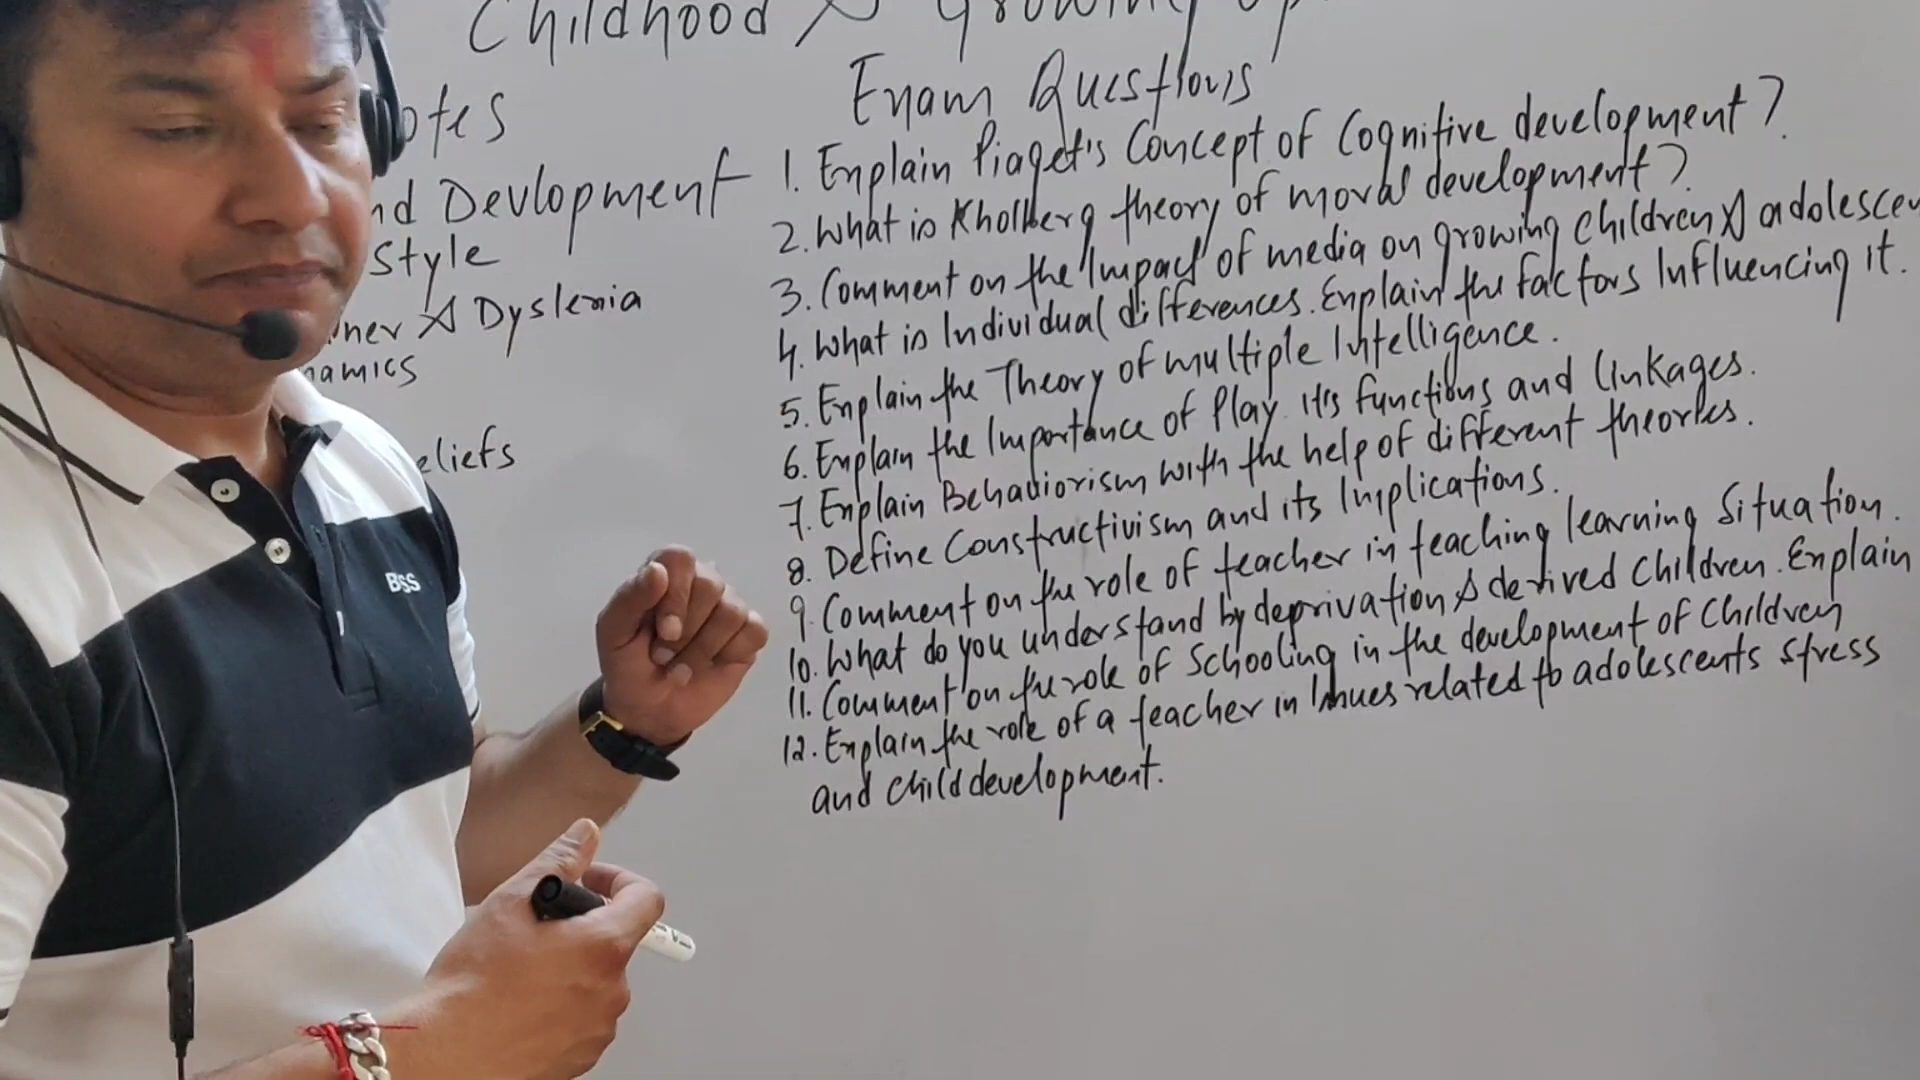 Childhood & Growing Up
Exam Questions
otes
nd Devlopment
Style
ner & Dyslexia
namics
eliefs
1. Explain Piaget's Concept of Cognitive development?
2. What is Kholberg theory of moral development?
3. Comment on the Impact of media on growing children & adolescen
4. What is Individual differences. Explain the factors Influencing it.
5. Explain the Theory of multiple Intelligence.
6. Explain the Importance of Play. It's functions and linkages.
7. Explain Behaviorism with the help of different theories.
8. Define Constructivism and its Implications.
9. Comment on the role of teacher in teaching learning Situation.
10. What do you understand by deprivation & derived Children. Explain
11. Comment on the role of Schooling in the development of Children
12. Explain the role of a teacher in Issues related to adolescents stress
and Child development.
BSS